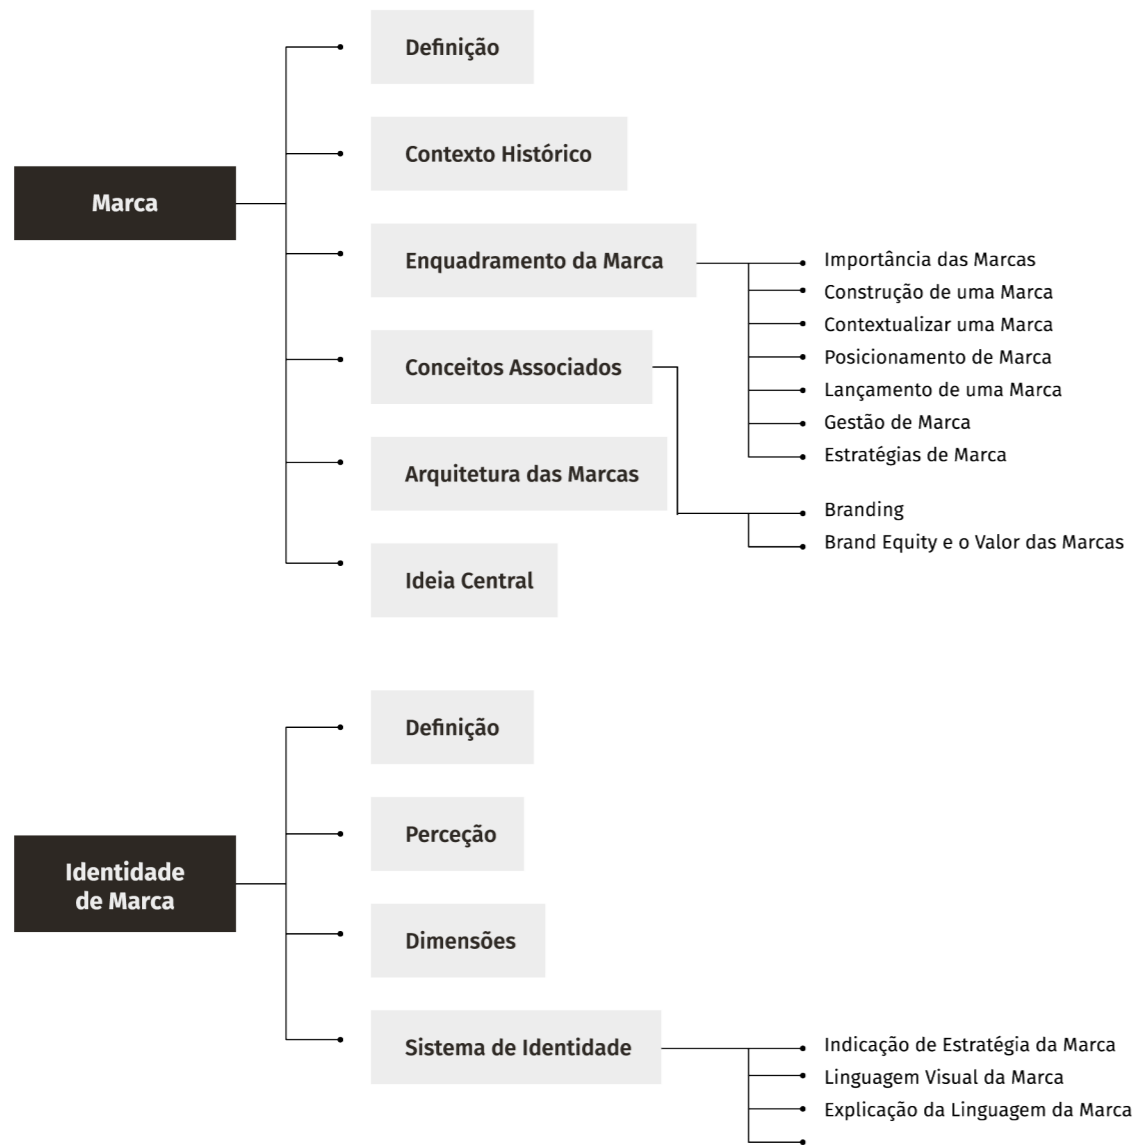 Marca
Definição
Contexto Histórico
Enquadramento da Marca
Importância das Marcas
Construção de uma Marca
Contextualizar uma Marca
Posicionamento de Marca
Lançamento de uma Marca
Gestão de Marca
Estratégias de Marca
Conceitos Associados
Branding
Brand Equity e o Valor das Marcas
Arquitetura das Marcas
Ideia Central
Identidade
de Marca
Definição
Perceção
Dimensões
Sistema de Identidade
Indicação de Estratégia da Marca
Linguagem Visual da Marca
Explicação da Linguagem da Marca